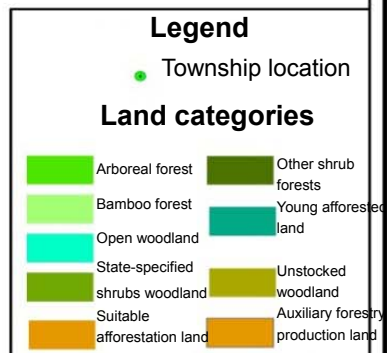 Legend
Township location
Land categories
Arboreal forest
Bamboo forest
Open woodland
State-specified
shrubs woodland
Suitable
afforestation land
Other shrub
forests
Young afforested
land
Unstocked
woodland
Auxiliary forestry
production land